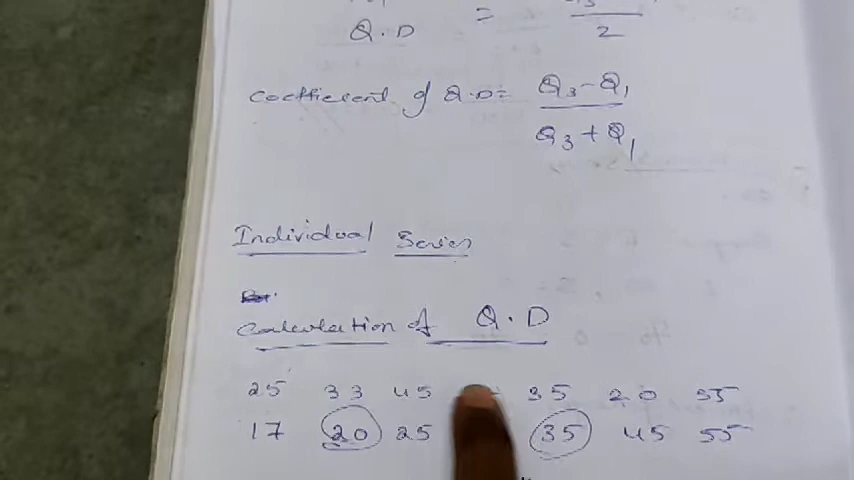 Q.D = 2
Coefficient of Q.D = Q3-Q1
Q3+Q1
Individual Series
Calculation of Q.D
25 33 45 35 20 55
17 20 25 35 45 55